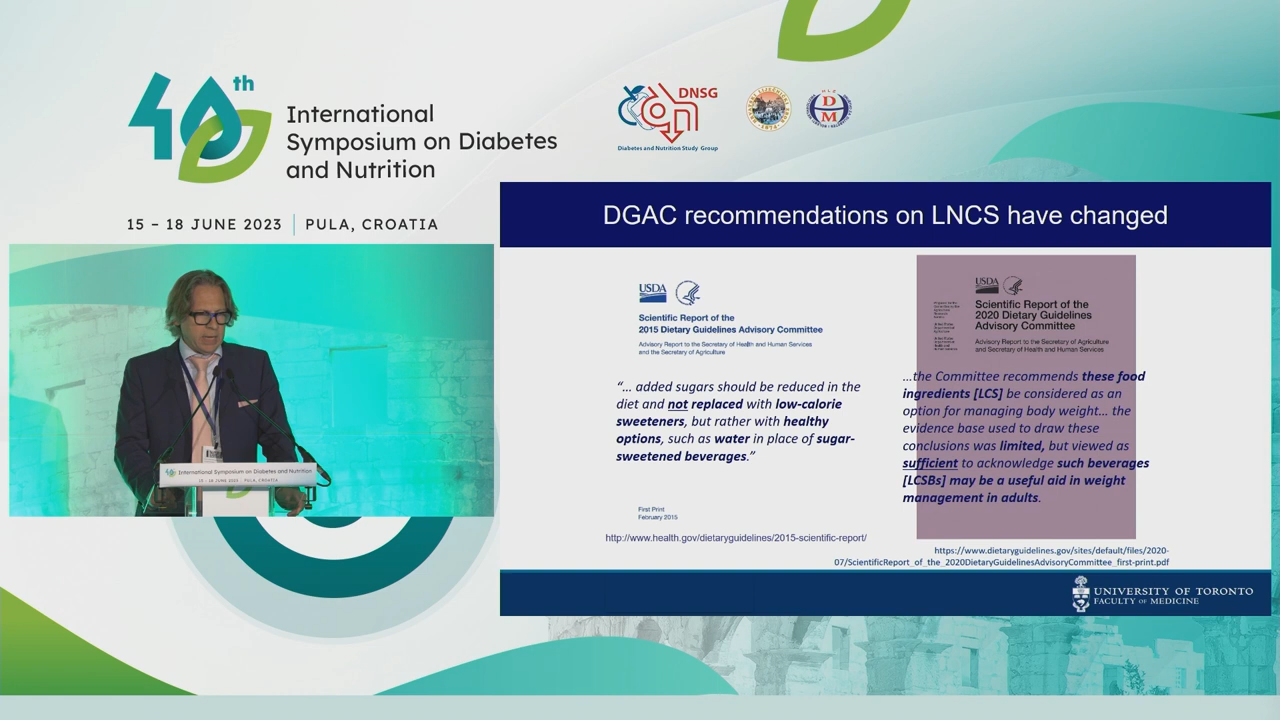 40th
International
Symposium on Diabetes
and Nutrition
15 – 18 JUNE 2023 | PULA, CROATIA
DNSG
Diabetes and Nutrition Study Group
D
M
International Symposium on Diabetes and Nutrition
15 - 18 JUNE 2023 | PULA, CROATIA
DGAC recommendations on LNCS have changed
USDA
Scientific Report of the
2015 Dietary Guidelines Advisory Committee
Advisory Report to the Secretary of Health and Human Services
and the Secretary of Agriculture
“... added sugars should be reduced in the
diet and not replaced with low-calorie
sweeteners, but rather with healthy
options, such as water in place of sugar-
sweetened beverages.”
First Print
February 2015
http://www.health.gov/dietaryguidelines/2015-scientific-report/
USDA
Scientific Report of the
2020 Dietary Guidelines
Advisory Committee
Advisory Report to the Secretary of Agriculture
and Secretary of Health and Human Services
...the Committee recommends these food
ingredients [LCS] be considered as an
option for managing body weight... the
evidence base used to draw these
conclusions was limited, but viewed as
sufficient to acknowledge such beverages
[LCSBs] may be a useful aid in weight
management in adults.
https://www.dietaryguidelines.gov/sites/default/files/2020-
07/ScientificReport_of_the_2020DietaryGuidelinesAdvisoryCommittee_first-print.pdf
UNIVERSITY OF TORONTO
FACULTY OF MEDICINE